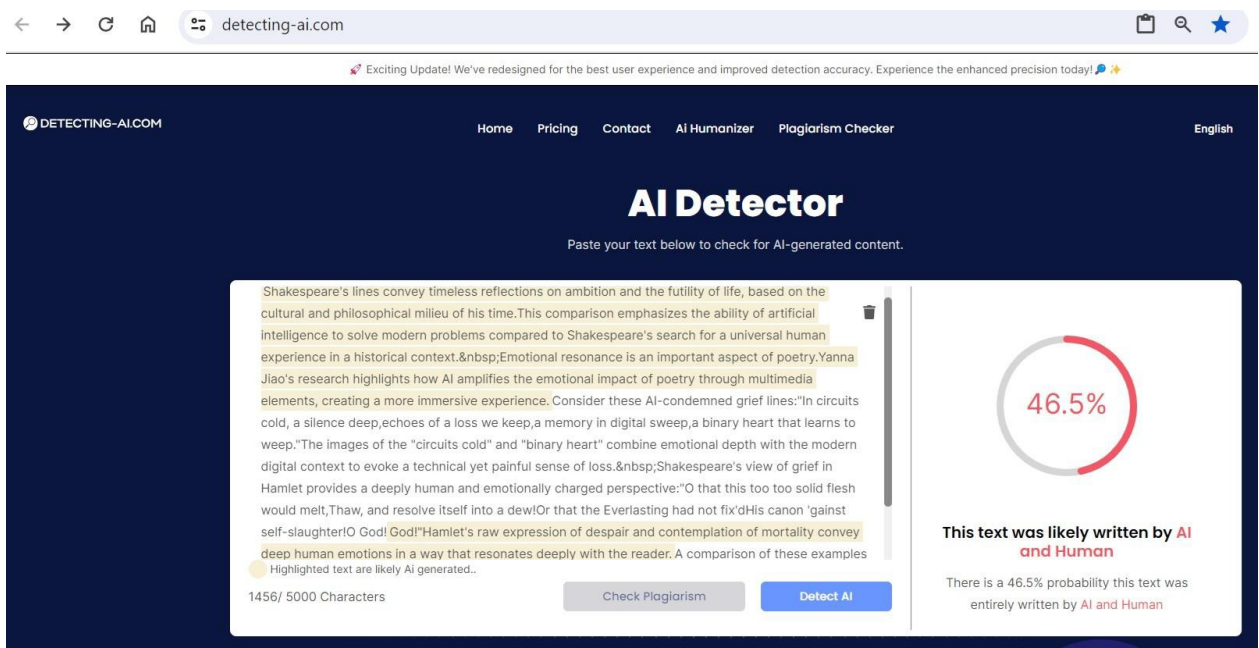 detecting-ai.com
🚀 Exciting Update! We've redesigned for the best user experience and improved detection accuracy. Experience the enhanced precision today!🔎 ✨
DETECTING-AI.COM
Home Pricing Contact Ai Humanizer Plagiarism Checker English
AI Detector
Paste your text below to check for AI-generated content.
Shakespeare's lines convey timeless reflections on ambition and the futility of life, based on the
cultural and philosophical milieu of his time.This comparison emphasizes the ability of artificial
intelligence to solve modern problems compared to Shakespeare's search for a universal human
experience in a historical context.&nbsp;Emotional resonance is an important aspect of poetry.Yanna
Jiao's research highlights how AI amplifies the emotional impact of poetry through multimedia
elements, creating a more immersive experience. Consider these AI-condemned grief lines:"In circuits
cold, a silence deep,echoes of a loss we keep,a memory in digital sweep,a binary heart that learns to
weep."The images of the "circuits cold" and "binary heart" combine emotional depth with the modern
digital context to evoke a technical yet painful sense of loss.&nbsp;Shakespeare's view of grief in
Hamlet provides a deeply human and emotionally charged perspective:"O that this too too solid flesh
would melt,Thaw, and resolve itself into a dew!Or that the Everlasting had not fix'dHis canon 'gainst
self-slaughter!O God! God!"Hamlet's raw expression of despair and contemplation of mortality convey
deep human emotions in a way that resonates deeply with the reader. A comparison of these examples
Highlighted text are likely Ai generated..
1456/ 5000 Characters
Check Plagiarism
Detect AI
46.5%
This text was likely written by AI
and Human
There is a 46.5% probability this text was
entirely written by AI and Human